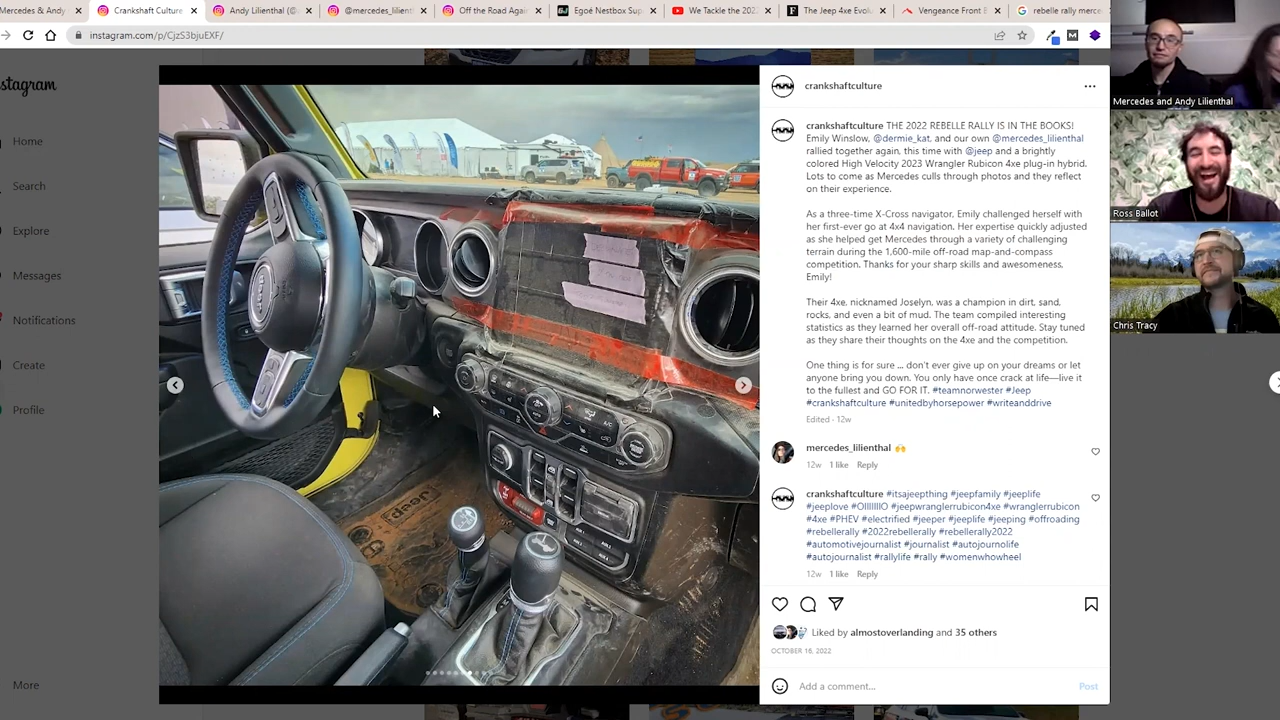 Mercedes & Andy
Crankshaft Culture
Andy Lilienthal (@
@mercedes_lilient
Off the Road Again
Egoé Nestbox Sup
We Tackle the 202
The Jeep 4xe Evolu
Vengeance Front B
rebelle rally merce
instagram.com/p/CjzS3bjuEXF/
stagram
Home
Search
Explore
Messages
Notifications
Create
Profile
More
Jeep
crankshaftculture
crankshaftculture THE 2022 REBELLE RALLY IS IN THE BOOKS!
Emily Winslow, @dermie_kat, and our own @mercedes_lilienthal
rallied together again, this time with @jeep and a brightly
colored High Velocity 2023 Wrangler Rubicon 4xe plug-in hybrid.
Lots to come as Mercedes culls through photos and they reflect
on their experience.
As a three-time X-Cross navigator, Emily challenged herself with
her first-ever go at 4x4 navigation. Her expertise quickly adjusted
as she helped get Mercedes through a variety of challenging
terrain during the 1,600-mile off-road map-and-compass
competition. Thanks for your sharp skills and awesomeness,
Emily!
Their 4xe, nicknamed Joselyn, was a champion in dirt, sand,
rocks, and even a bit of mud. The team compiled interesting
statistics as they learned her overall off-road attitude. Stay tuned
as they share their thoughts on the 4xe and the competition.
One thing is for sure ... don't ever give up on your dreams or let
anyone bring you down. You only have once crack at life—live it
to the fullest and GO FOR IT. #teamnorwester #Jeep
#crankshaftculture #unitedbyhorsepower #writeanddrive
Edited · 12w
mercedes_lilienthal 🙌
12w 1 like Reply
crankshaftculture #itsajeepthing #jeepfamily #jeeplife
#jeeplove #OIIIIIIIO #jeepwranglerrubicon4xe #wranglerrubicon
#4xe #PHEV #electrified #jeeper #jeeplife #jeeping #offroading
#rebellerally #2022rebellerally #rebellerally2022
#automotivejournalist #journalist #autojournolife
#autojournalist #rallylife #rally #womenwhowheel
12w 1 like Reply
Liked by almostoverlanding and 35 others
OCTOBER 16, 2022
Add a comment...
Post
Mercedes and Andy Lilienthal
Ross Ballot
Chris Tracy